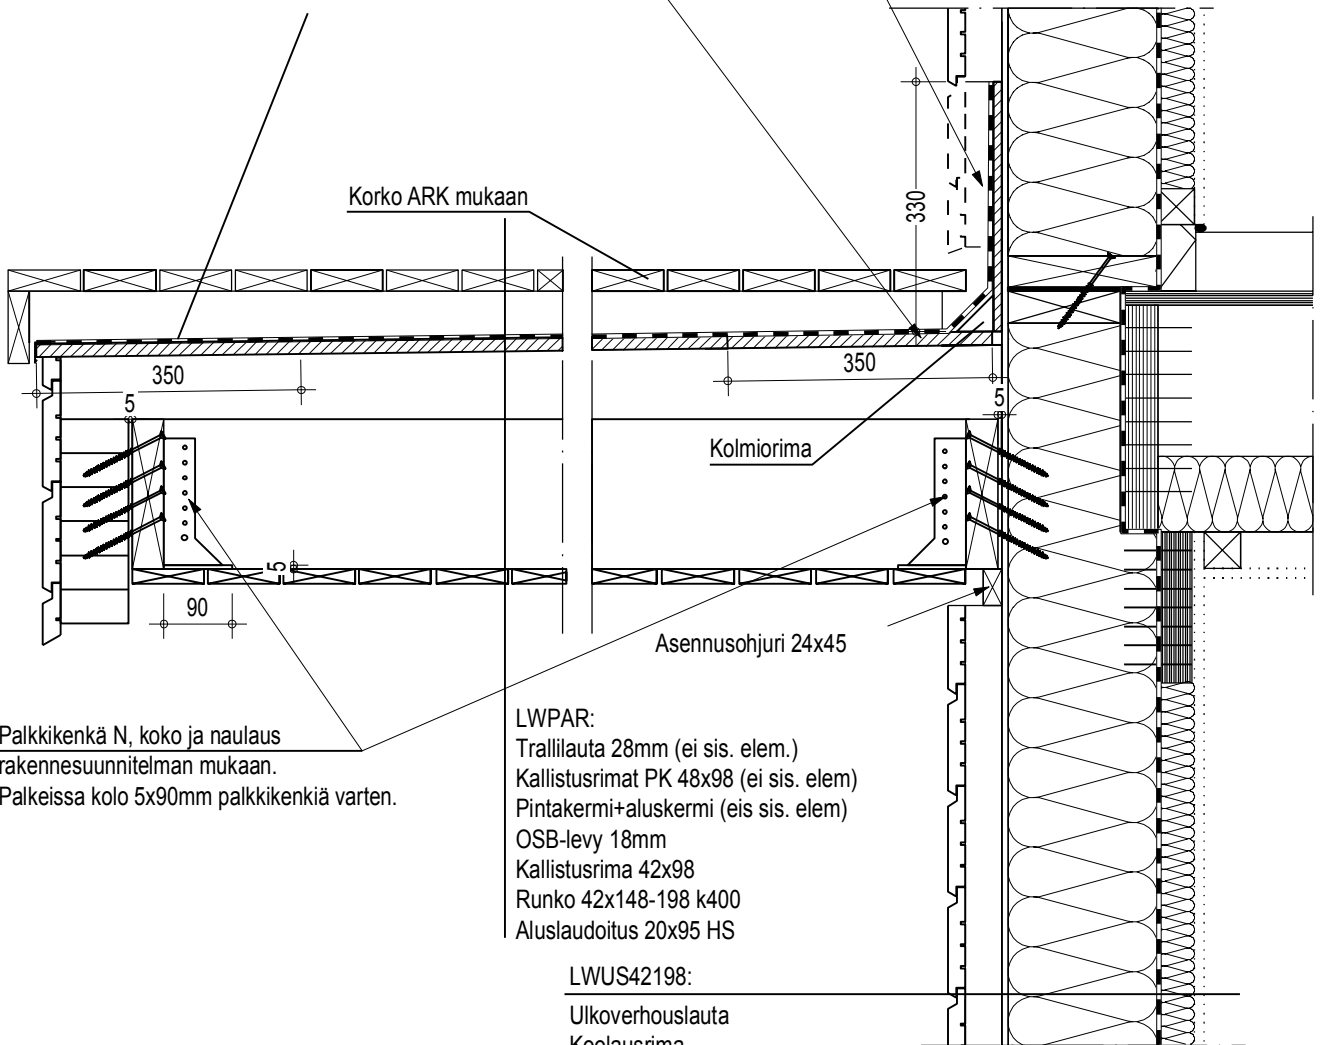 Korko ARK mukaan
330
350
350
5
5
Kolmiorima
5
90
Asennusohjuri 24x45
Palkkikenkä N, koko ja naulaus
rakennesuunnitelman mukaan.
Palkeissa kolo 5x90mm palkkikenkiä varten.
LWPAR:
Trallilauta 28mm (ei sis. elem.)
Kallistusrimat PK 48x98 (ei sis. elem)
Pintakermi+aluskermi (eis sis. elem)
OSB-levy 18mm
Kallistusrima 42x98
Runko 42x148-198 k400
Aluslaudoitus 20x95 HS
LWUS42198:
Ulkoverhouslauta
Koolausrima